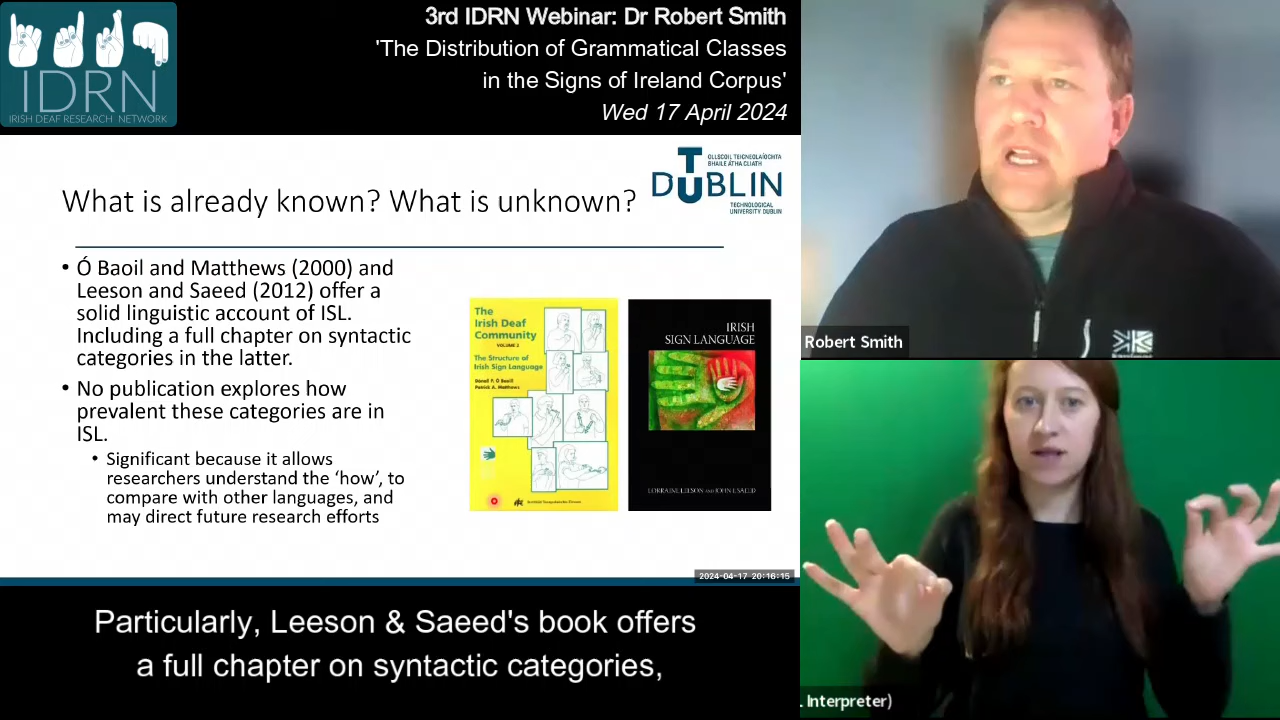 IDRN
IRISH DEAF RESEARCH NETWORK
3rd IDRN Webinar: Dr Robert Smith
'The Distribution of Grammatical Classes
in the Signs of Ireland Corpus'
Wed 17 April 2024
What is already known? What is unknown?
OLLSCOIL TEICNEOLAÍOCHTA
BHAILE ÁTHA CLIATH
TU
DUBLIN
TECHNOLOGICAL
UNIVERSITY DUBLIN
• Ó Baoil and Matthews (2000) and
Leeson and Saeed (2012) offer a
solid linguistic account of ISL.
Including a full chapter on syntactic
categories in the latter.
• No publication explores how
prevalent these categories are in
ISL.
• Significant because it allows
researchers understand the ‘how’, to
compare with other languages, and
may direct future research efforts
The
Irish Deaf
Community
VOLUME 2
The Structure of
Irish Sign Language
Dónall P. Ó Baoill
Patrick A. Matthews
IRISH
SIGN LANGUAGE
LORRAINE LEESON AND JOHN I. SAEED
2024-04-17 20:16:15
Particularly, Leeson & Saeed's book offers
a full chapter on syntactic categories,
Robert Smith
Interpreter)